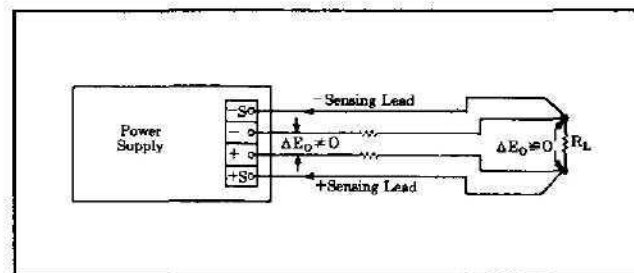 -S
- Sensing Lead
Power
Supply
-
ΔE₀ ≠ 0
+
ΔE₀ ≅ 0
R_L
+S
+Sensing Lead